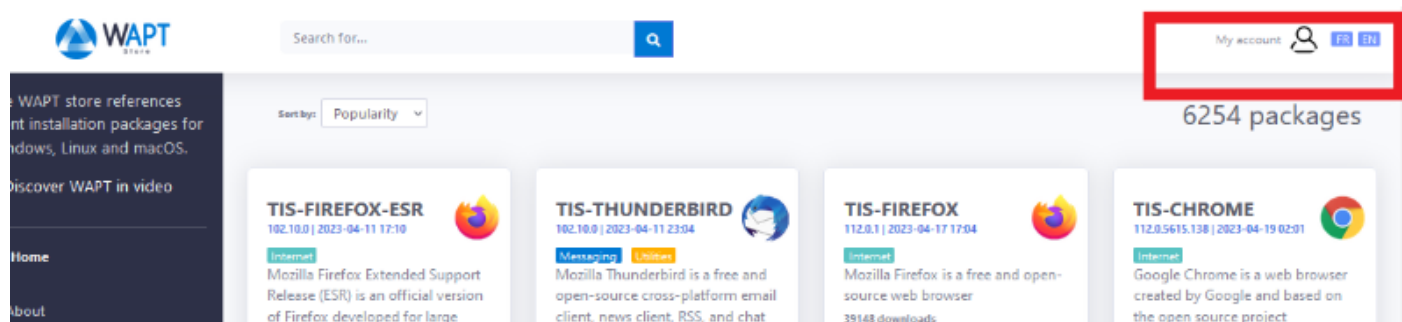 WAPT
Store
Search for...
My account
FR EN
WAPT store references
installation packages for
Linux and macOS.
Discover WAPT in video
Home
About
Sort by: Popularity
6254 packages
TIS-FIREFOX-ESR
102.10.0 | 2023-04-11 17:10
Internet
Mozilla Firefox Extended Support
Release (ESR) is an official version
of Firefox developed for large
TIS-THUNDERBIRD
102.10.0 | 2023-04-11 23:04
Messaging Utilities
Mozilla Thunderbird is a free and
open-source cross-platform email
client, news client, RSS, and chat
TIS-FIREFOX
112.0.1 | 2023-04-17 17:04
Internet
Mozilla Firefox is a free and open-
source web browser
39148 downloads
TIS-CHROME
112.0.5615.138 | 2023-04-19 02:01
Internet
Google Chrome is a web browser
created by Google and based on
the open source project